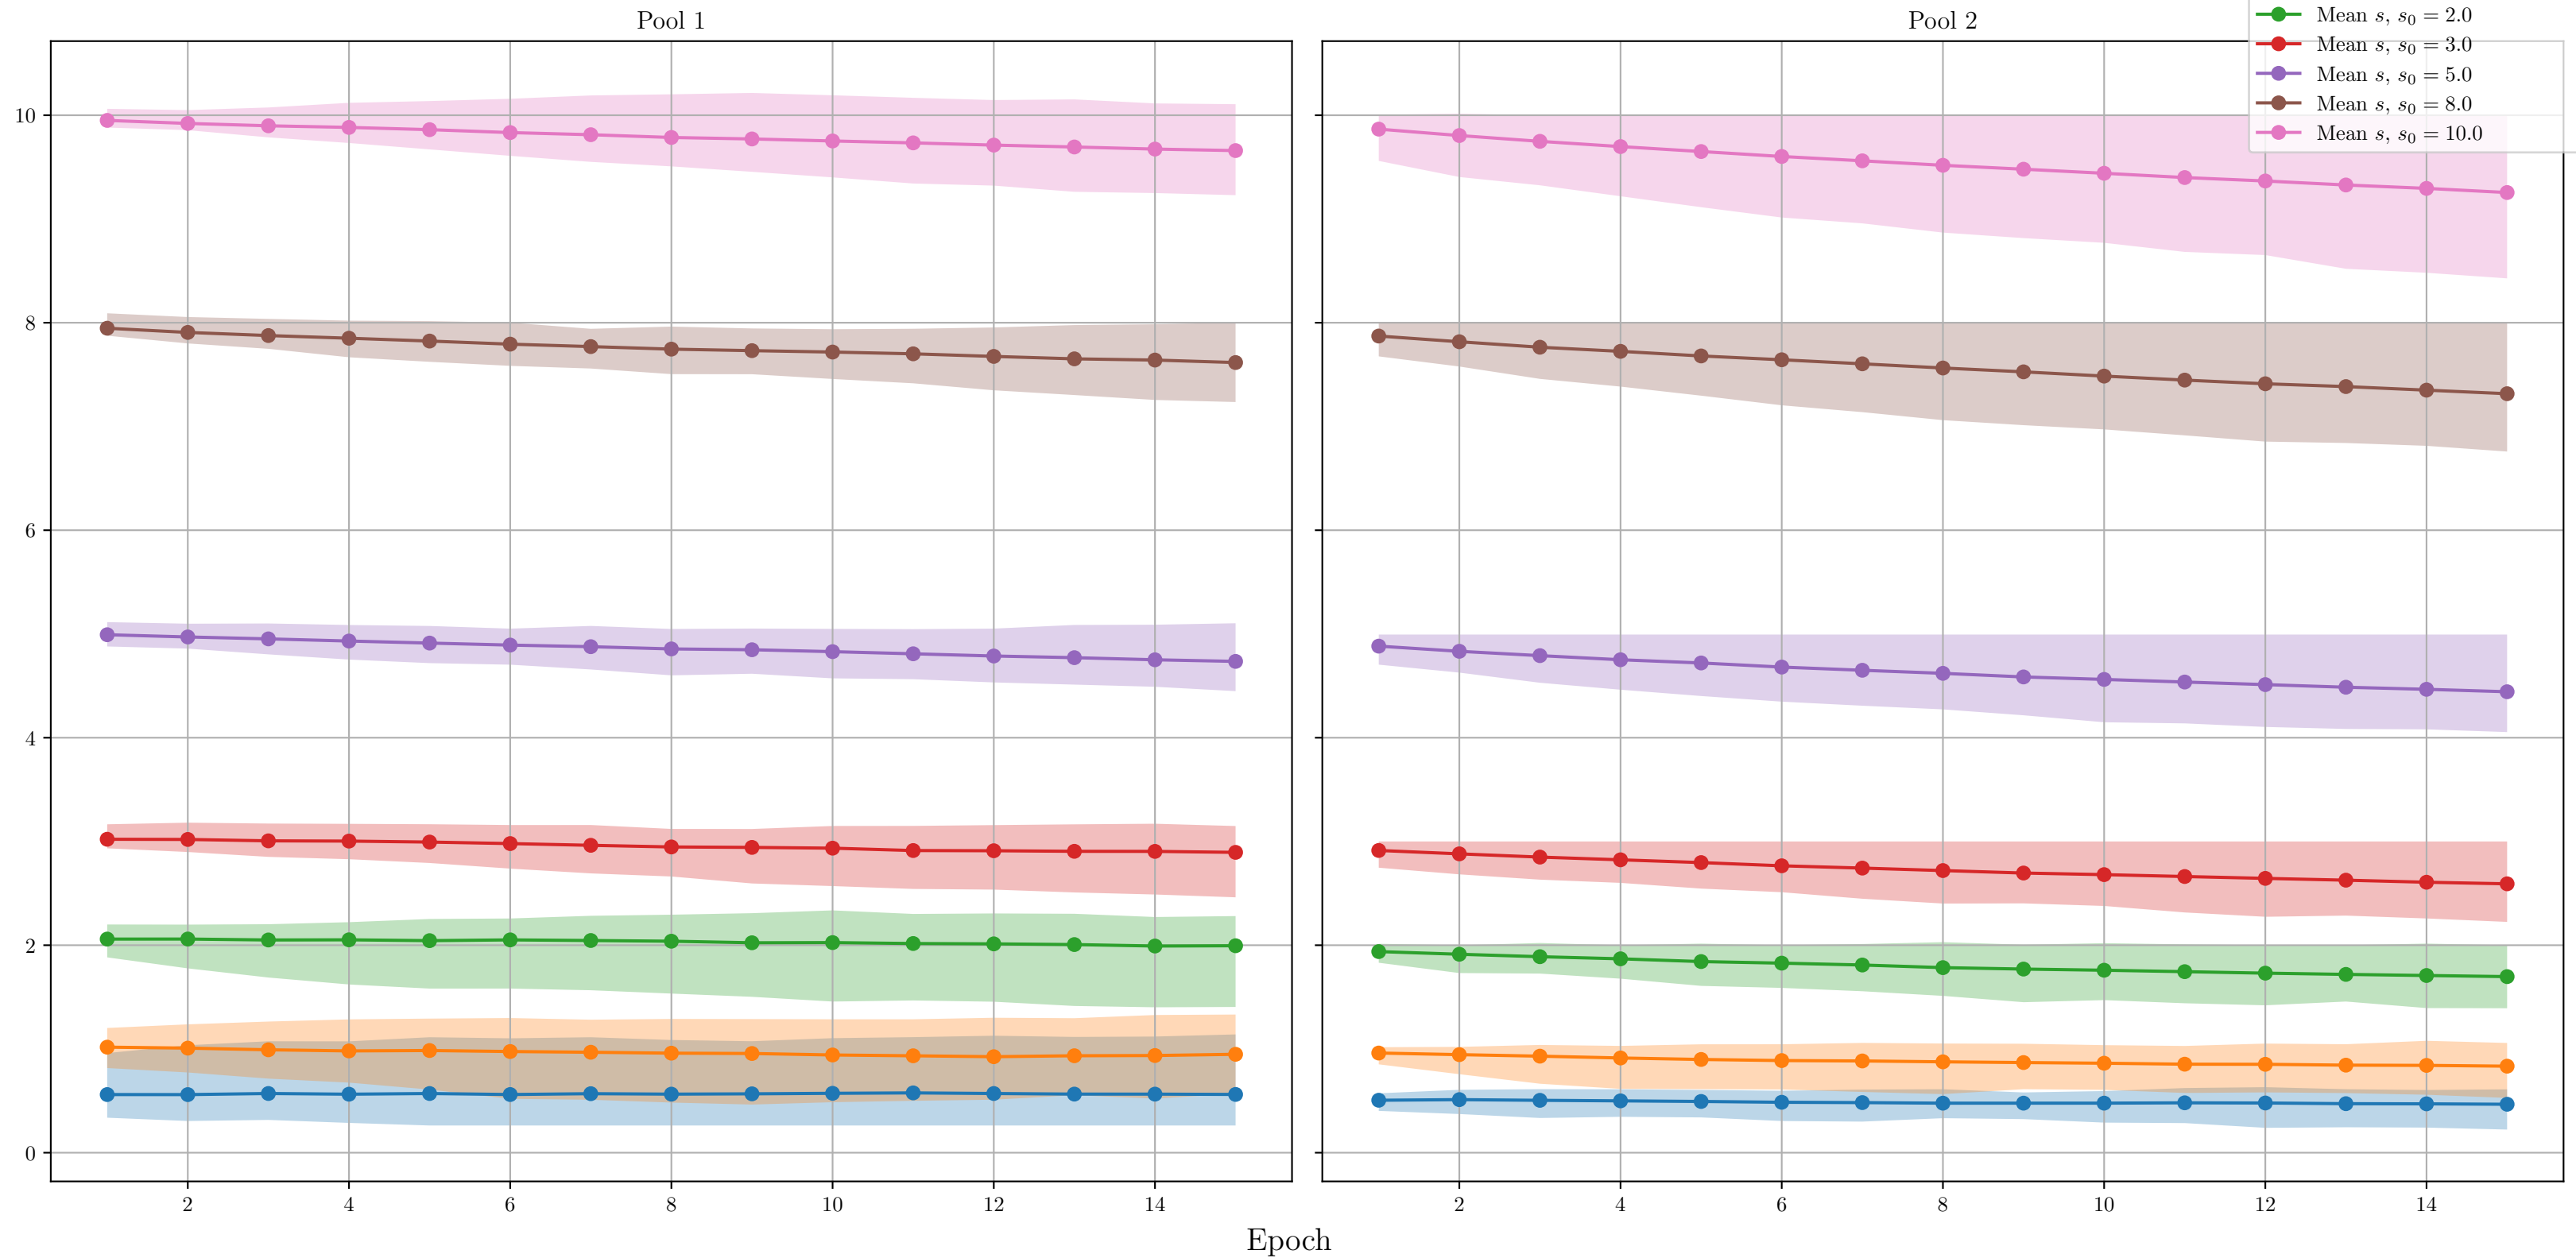 Pool 1
Pool 2
Mean s, s₀ = 2.0
Mean s, s₀ = 3.0
Mean s, s₀ = 5.0
Mean s, s₀ = 8.0
Mean s, s₀ = 10.0
10
8
6
4
2
0
2 4 6 8 10 12 14
2 4 6 8 10 12 14
Epoch